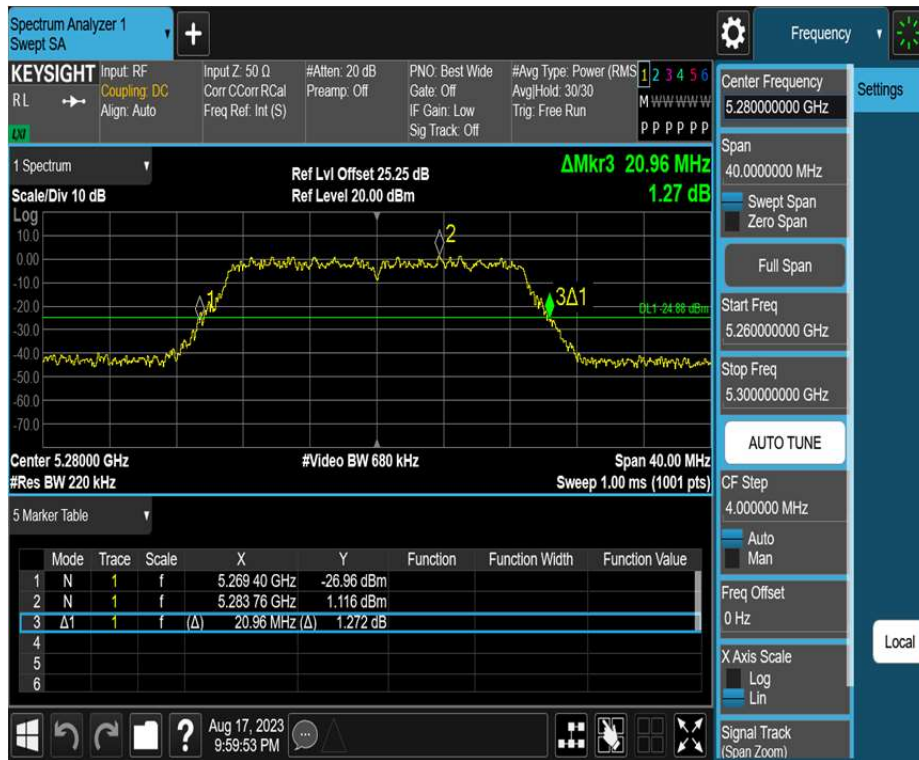 Spectrum Analyzer 1
Swept SA
+
Frequency
KEYSIGHT
RL
LXI
Input: RF
Coupling: DC
Align: Auto
Input Z: 50 Ω
Corr CCorr RCal
Freq Ref: Int (S)
#Atten: 20 dB
Preamp: Off
PNO: Best Wide
Gate: Off
IF Gain: Low
Sig Track: Off
#Avg Type: Power (RMS
Avg|Hold: 30/30
Trig: Free Run
1 2 3 4 5 6
M W W W W W
P P P P P P
1 Spectrum
Scale/Div 10 dB
Ref Lvl Offset 25.25 dB
Ref Level 20.00 dBm
ΔMkr3 20.96 MHz
1.27 dB
Log
10.0
0.00
-10.0
-20.0
-30.0
-40.0
-50.0
-60.0
-70.0
1
2
3Δ1
DL1 -24.88 dBm
Center 5.28000 GHz
#Video BW 680 kHz
Span 40.00 MHz
#Res BW 220 kHz
Sweep 1.00 ms (1001 pts)
5 Marker Table
Mode Trace Scale X Y Function Function Width Function Value
1 N 1 f 5.269 40 GHz -26.96 dBm
2 N 1 f 5.283 76 GHz 1.116 dBm
3 Δ1 1 f (Δ) 20.96 MHz (Δ) 1.272 dB
4
5
6
?
Aug 17, 2023
9:59:53 PM
Center Frequency
5.280000000 GHz
Span
40.0000000 MHz
Swept Span
Zero Span
Full Span
Start Freq
5.260000000 GHz
Stop Freq
5.300000000 GHz
AUTO TUNE
CF Step
4.000000 MHz
Auto
Man
Freq Offset
0 Hz
X Axis Scale
Log
Lin
Signal Track
(Span Zoom)
Settings
Local